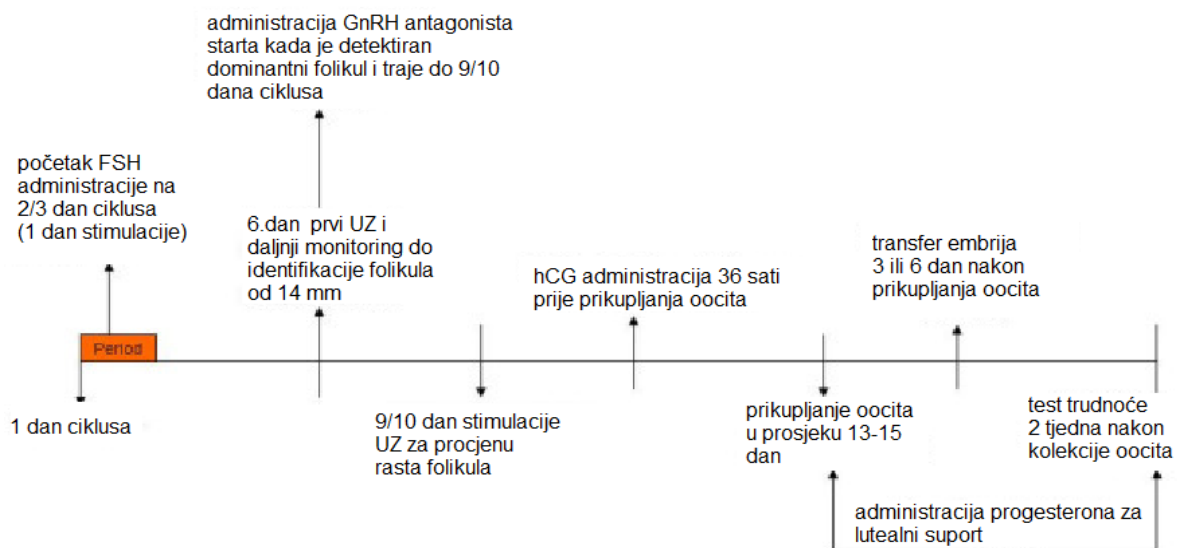 administracija GnRH antagonista
starta kada je detektiran
dominantni folikul i traje do 9/10
dana ciklusa
početak FSH
administracije na
2/3 dan ciklusa
(1 dan stimulacije)
6.dan prvi UZ i
daljnji monitoring do
identifikacije folikula
od 14 mm
hCG administracija 36 sati
prije prikupljanja oocita
transfer embrija
3 ili 6 dan nakon
prikupljanja oocita
Period
1 dan ciklusa
9/10 dan stimulacije
UZ za procjenu
rasta folikula
prikupljanje oocita
u prosjeku 13-15
dan
test trudnoće
2 tjedna nakon
kolekcije oocita
administracija progesterona za
lutealni suport